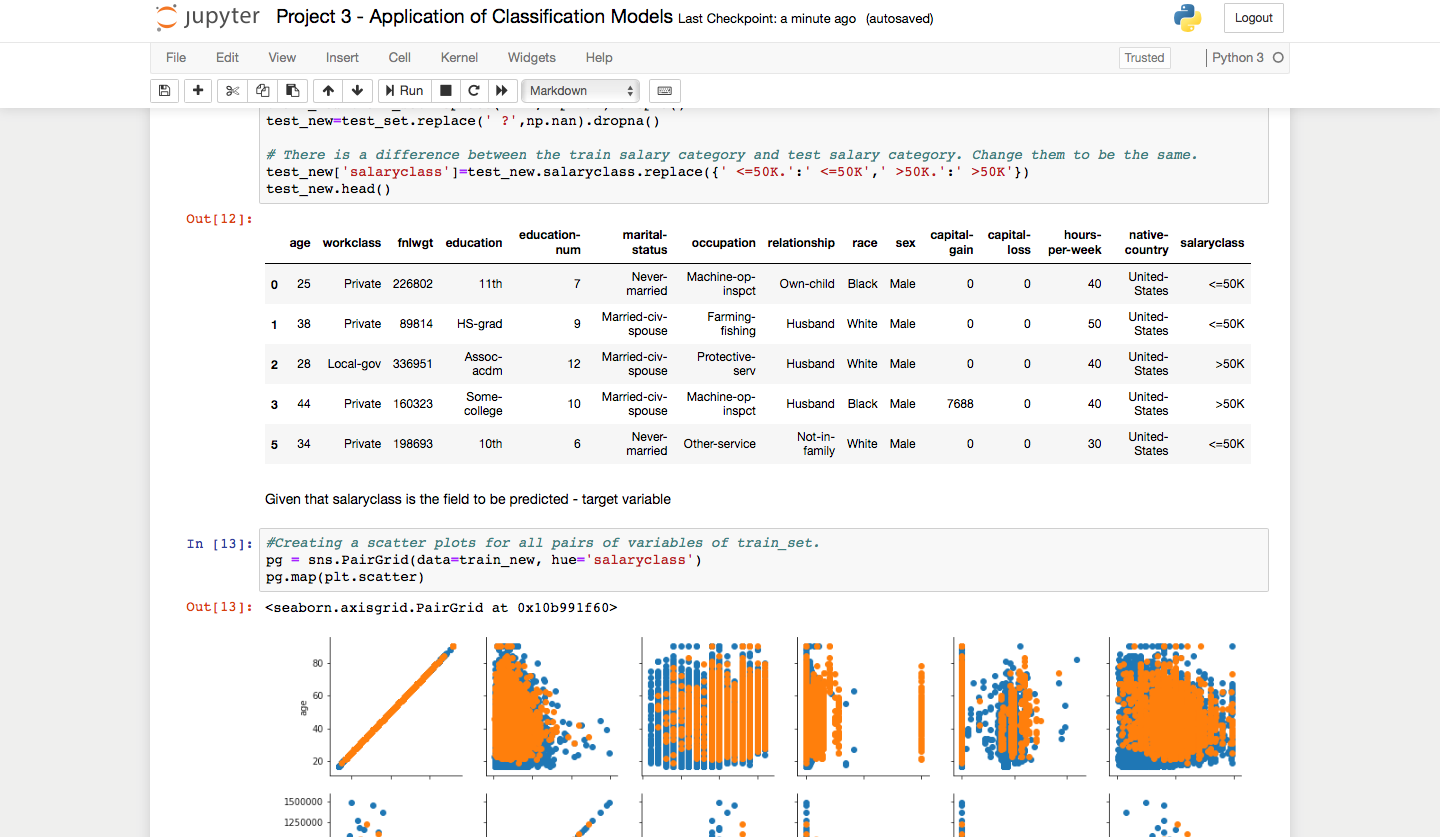 jupyter Project 3 - Application of Classification Models Last Checkpoint: a minute ago (autosaved)
Logout
File Edit View Insert Cell Kernel Widgets Help
Trusted Python 3
Run Markdown
test_new=test_set.replace(' ?',np.nan).dropna()
# There is a difference between the train salary category and test salary category. Change them to be the same.
test_new['salaryclass']=test_new.salaryclass.replace({' <=50K.':' <=50K',' >50K.':' >50K'})
test_new.head()
Out[12]:
age workclass fnlwgt education education-num marital-status occupation relationship race sex capital-gain capital-loss hours-per-week native-country salaryclass
0 25 Private 226802 11th 7 Never-married Machine-op-inspct Own-child Black Male 0 0 40 United-States <=50K
1 38 Private 89814 HS-grad 9 Married-civ-spouse Farming-fishing Husband White Male 0 0 50 United-States <=50K
2 28 Local-gov 336951 Assoc-acdm 12 Married-civ-spouse Protective-serv Husband White Male 0 0 40 United-States >50K
3 44 Private 160323 Some-college 10 Married-civ-spouse Machine-op-inspct Husband Black Male 7688 0 40 United-States >50K
5 34 Private 198693 10th 6 Never-married Other-service Not-in-family White Male 0 0 30 United-States <=50K
Given that salaryclass is the field to be predicted - target variable
In [13]:
#Creating a scatter plots for all pairs of variables of train_set.
pg = sns.PairGrid(data=train_new, hue='salaryclass')
pg.map(plt.scatter)
Out[13]: <seaborn.axisgrid.PairGrid at 0x10b991f60>
80
60
age
40
20
1500000
1250000